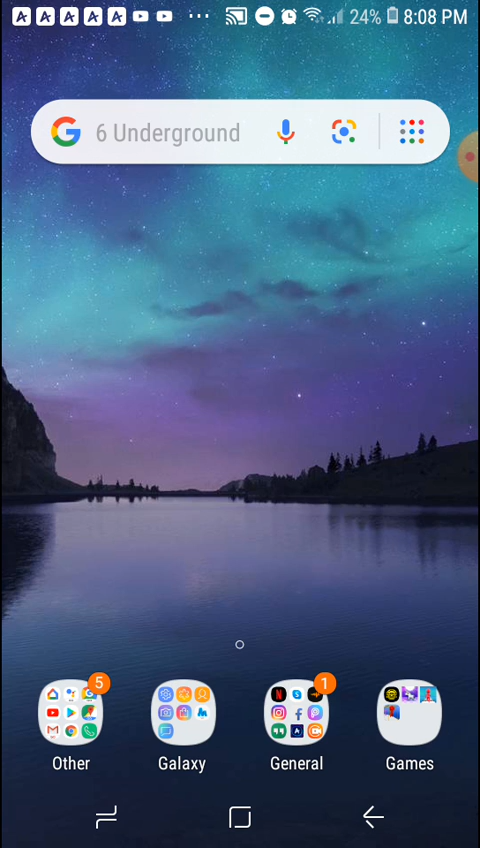 24% 8:08 PM
6 Underground
5
1
Other
Galaxy
General
Games